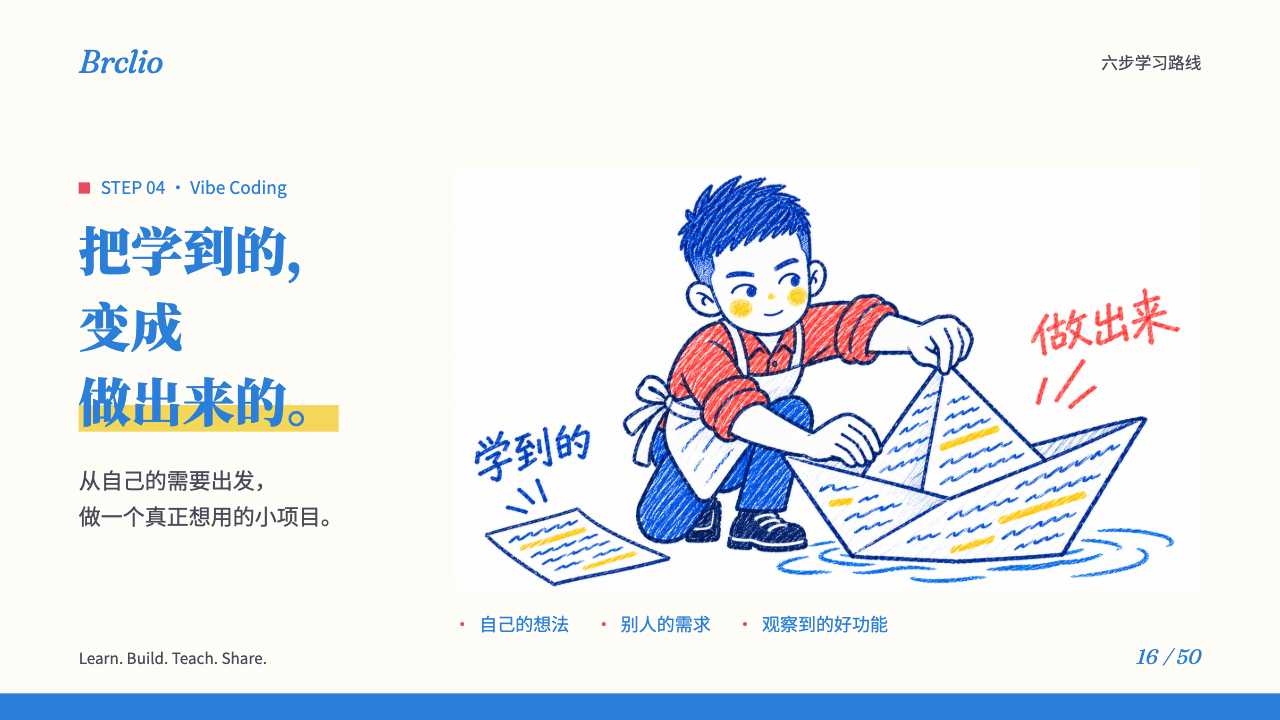 Brclio
六步学习路线
STEP 04 · Vibe Coding
把学到的，
变成
做出来的。
从自己的需要出发，
做一个真正想用的小项目。
学到的
做出来
• 自己的想法 • 别人的需求 • 观察到的好功能
Learn. Build. Teach. Share.
16 / 50